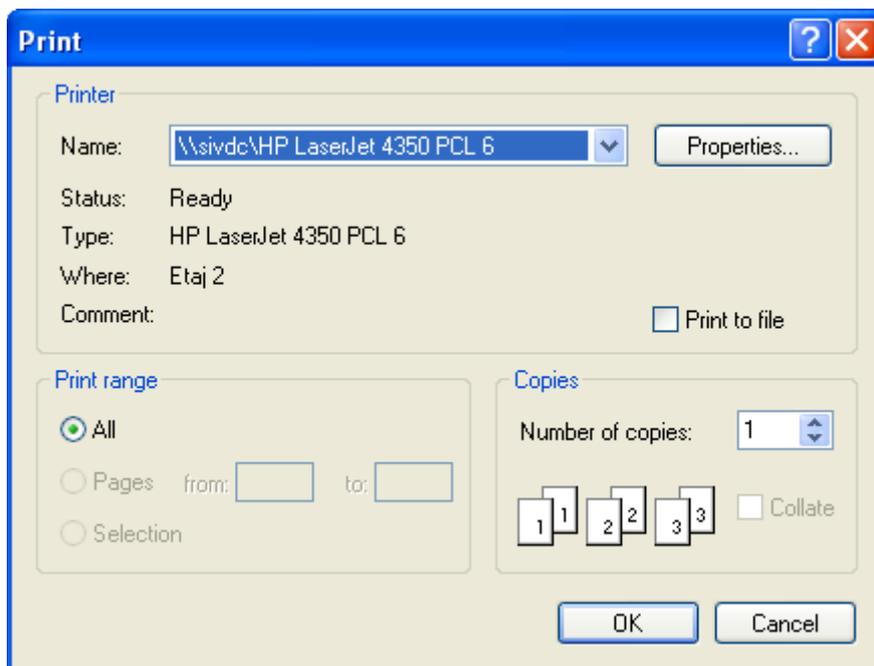 Print
Printer
Name: \\sivdc\HP LaserJet 4350 PCL 6 Properties...
Status: Ready
Type: HP LaserJet 4350 PCL 6
Where: Etaj 2
Comment:
Print to file
Print range
All
Pages from: to:
Selection
Copies
Number of copies: 1
1 1 2 2 3 3 Collate
OK Cancel